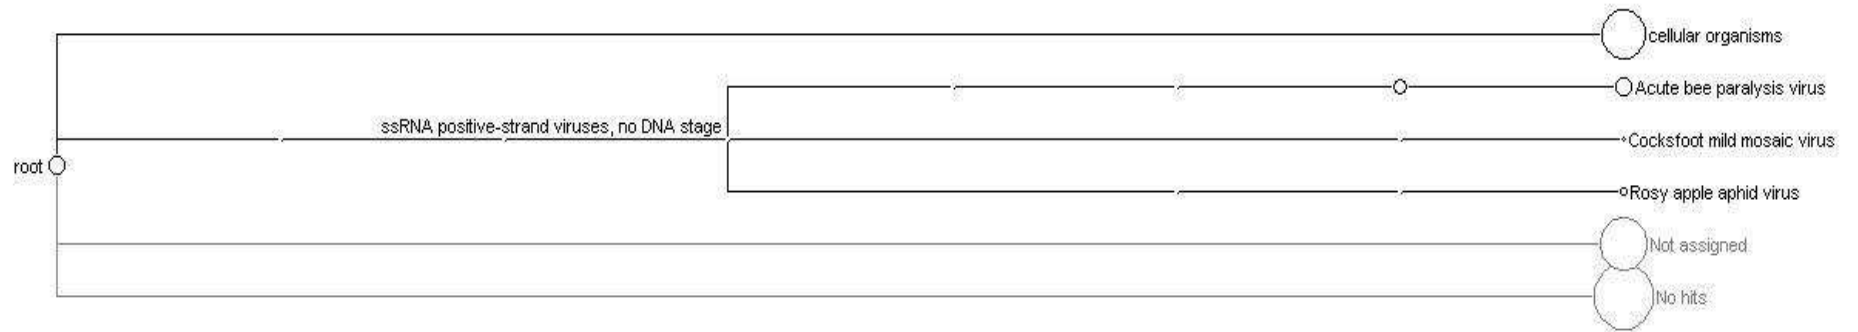 cellular organisms
Acute bee paralysis virus
ssRNA positive-strand viruses, no DNA stage
Cocksfoot mild mosaic virus
root
Rosy apple aphid virus
Not assigned
No hits